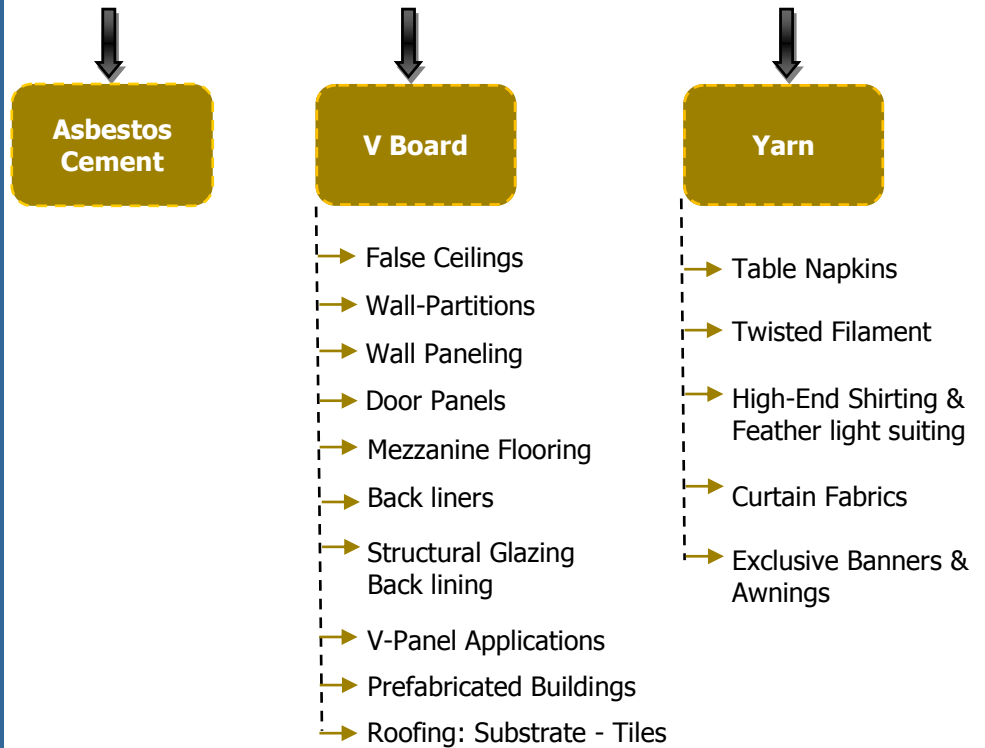 Asbestos
Cement
V Board
False Ceilings
Wall-Partitions
Wall Paneling
Door Panels
Mezzanine Flooring
Back liners
Structural Glazing
Back lining
V-Panel Applications
Prefabricated Buildings
Roofing: Substrate - Tiles
Yarn
Table Napkins
Twisted Filament
High-End Shirting &
Feather light suiting
Curtain Fabrics
Exclusive Banners &
Awnings